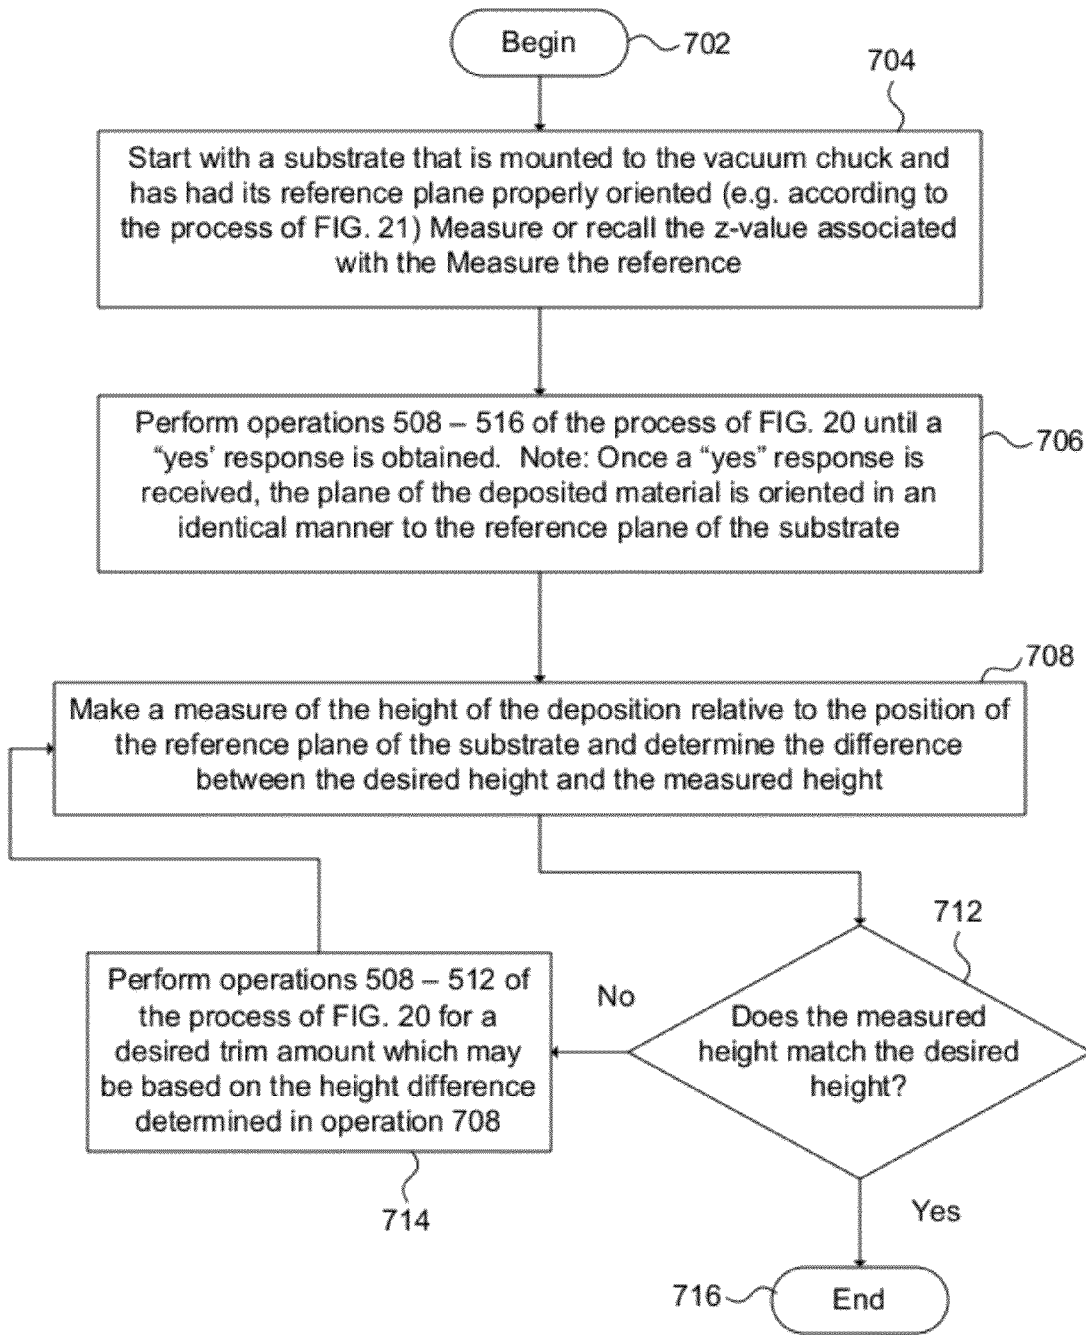 Begin
702
704
Start with a substrate that is mounted to the vacuum chuck and
has had its reference plane properly oriented (e.g. according to
the process of FIG. 21) Measure or recall the z-value associated
with the Measure the reference
Perform operations 508 – 516 of the process of FIG. 20 until a
“yes’ response is obtained. Note: Once a “yes” response is
received, the plane of the deposited material is oriented in an
identical manner to the reference plane of the substrate
706
708
Make a measure of the height of the deposition relative to the position of
the reference plane of the substrate and determine the difference
between the desired height and the measured height
712
Does the measured
height match the desired
height?
No
Perform operations 508 – 512 of
the process of FIG. 20 for a
desired trim amount which may
be based on the height difference
determined in operation 708
714
Yes
716
End